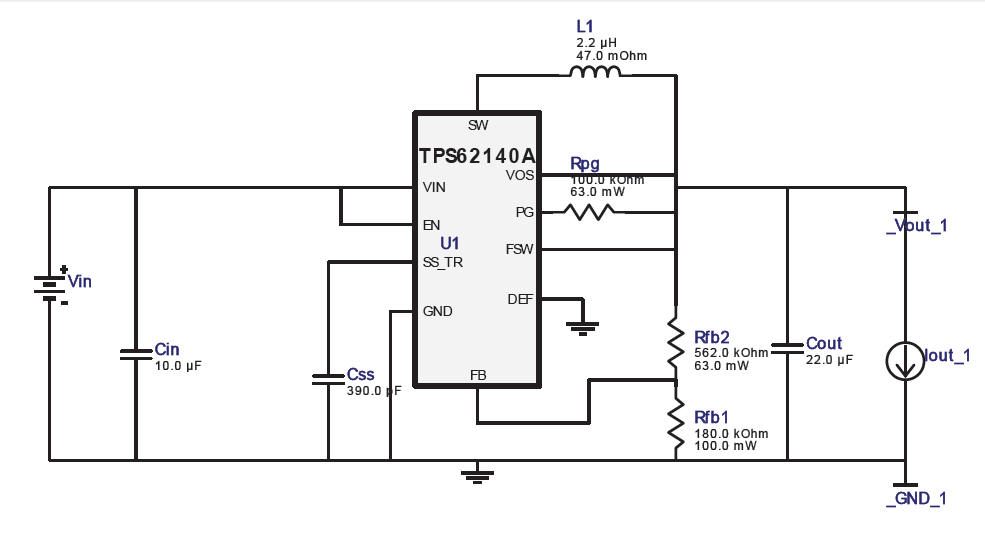 L1
2.2 µH
47.0 mOhm
SW
TPS62140A
Rpg
100.0 kOhm
63.0 mW
VOS
VIN
PG
EN
U1
FSW
SS_TR
DEF
GND
FB
Vin
+
-
Cin
10.0 µF
Css
390.0 pF
Rfb2
562.0 kOhm
63.0 mW
Rfb1
180.0 kOhm
100.0 mW
Cout
22.0 µF
_Vout_1
Iout_1
_GND_1